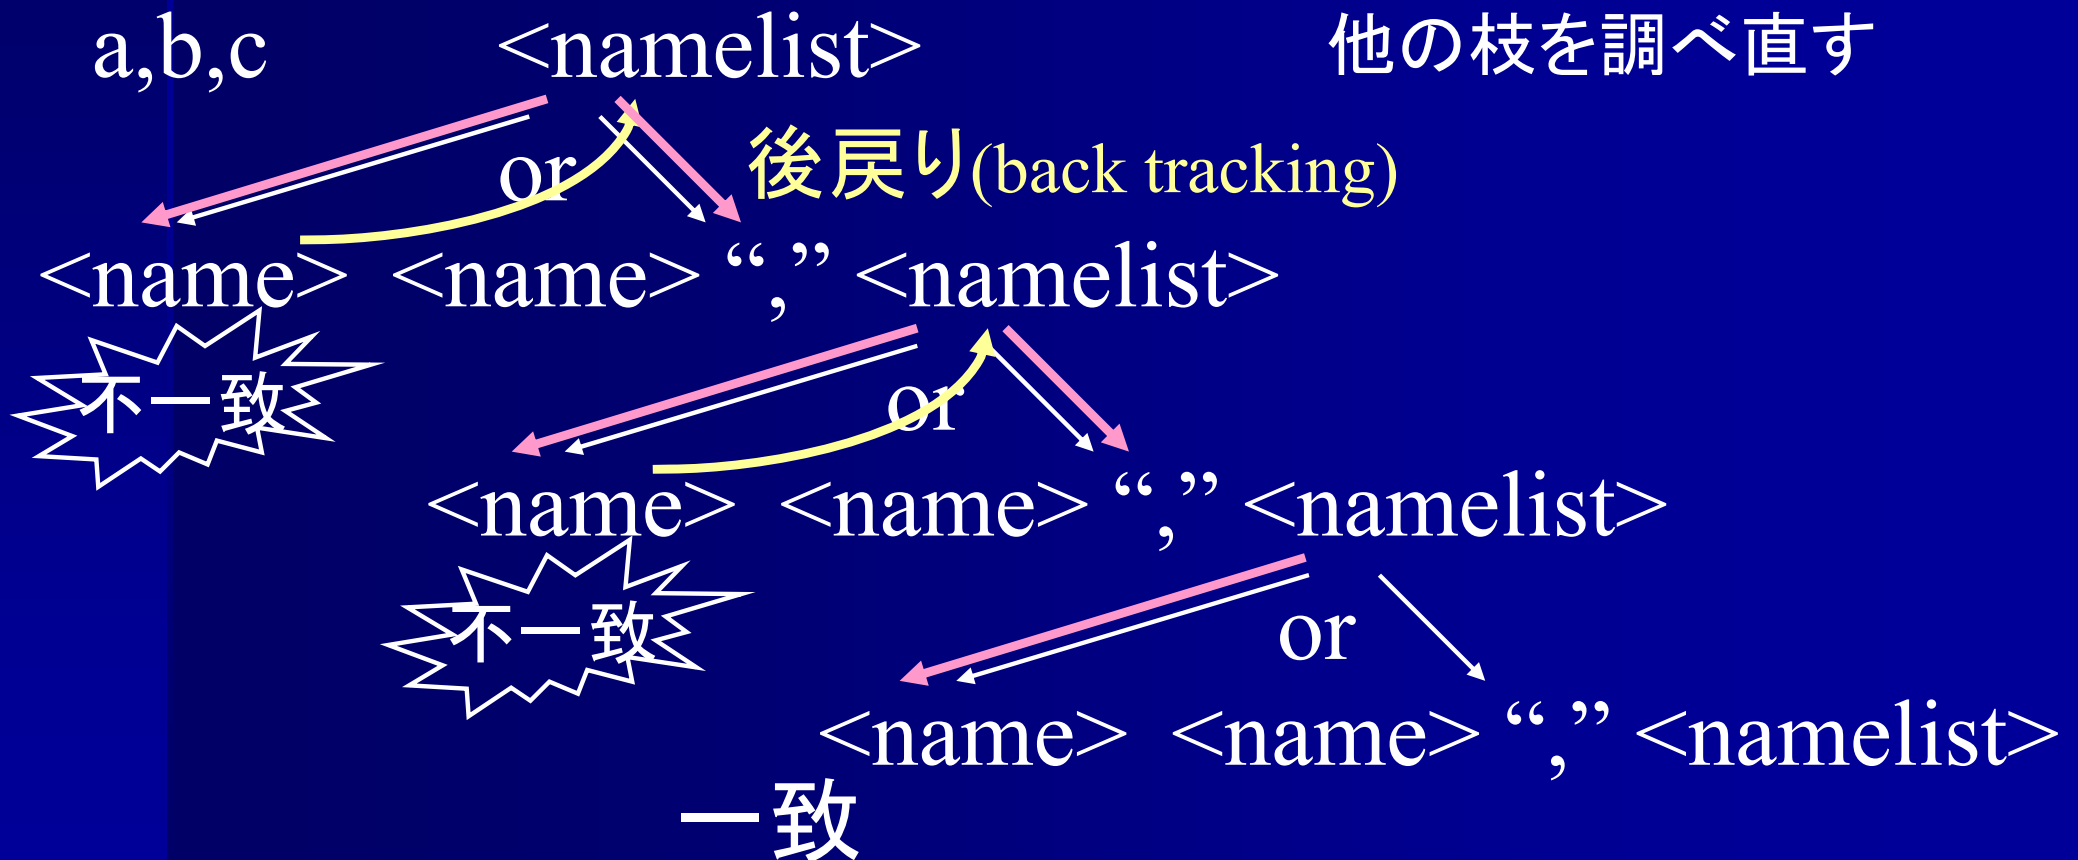 a,b,c <namelist> 他の枝を調べ直す
or 後戻り(back tracking)
<name> <name> “,” <namelist>
不一致 or
<name> <name> “,” <namelist>
不一致 or
<name> <name> “,” <namelist>
一致